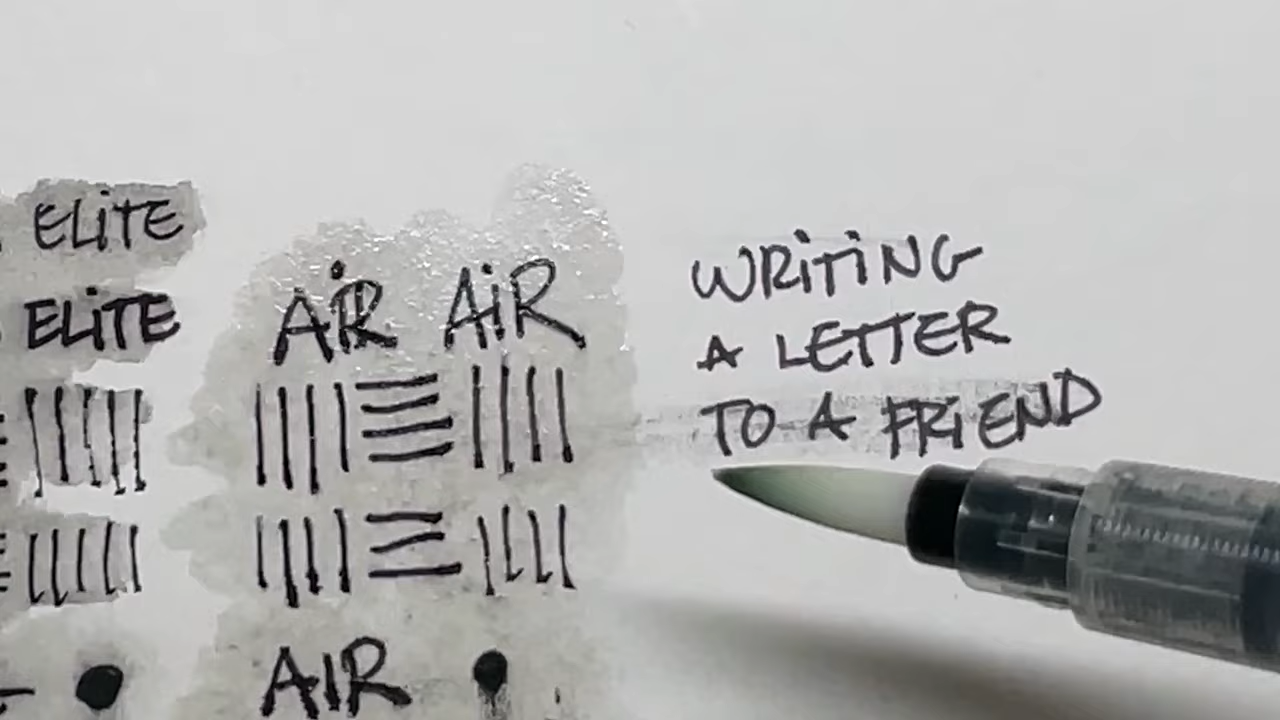 ELiTE
ELiTE
AiR AiR
WRiTiNG
A LETTER
TO A FRiEND
AIR